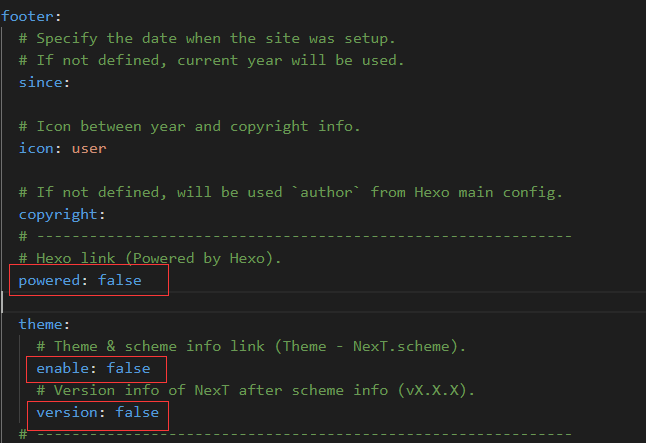 footer:
# Specify the date when the site was setup.
# If not defined, current year will be used.
since:
# Icon between year and copyright info.
icon: user
# If not defined, will be used `author` from Hexo main config.
copyright:
# ------------------------------------------------------------
# Hexo link (Powered by Hexo).
powered: false
theme:
# Theme & scheme info link (Theme - NexT.scheme).
enable: false
# Version info of NexT after scheme info (vX.X.X).
version: false
# ------------------------------------------------------------